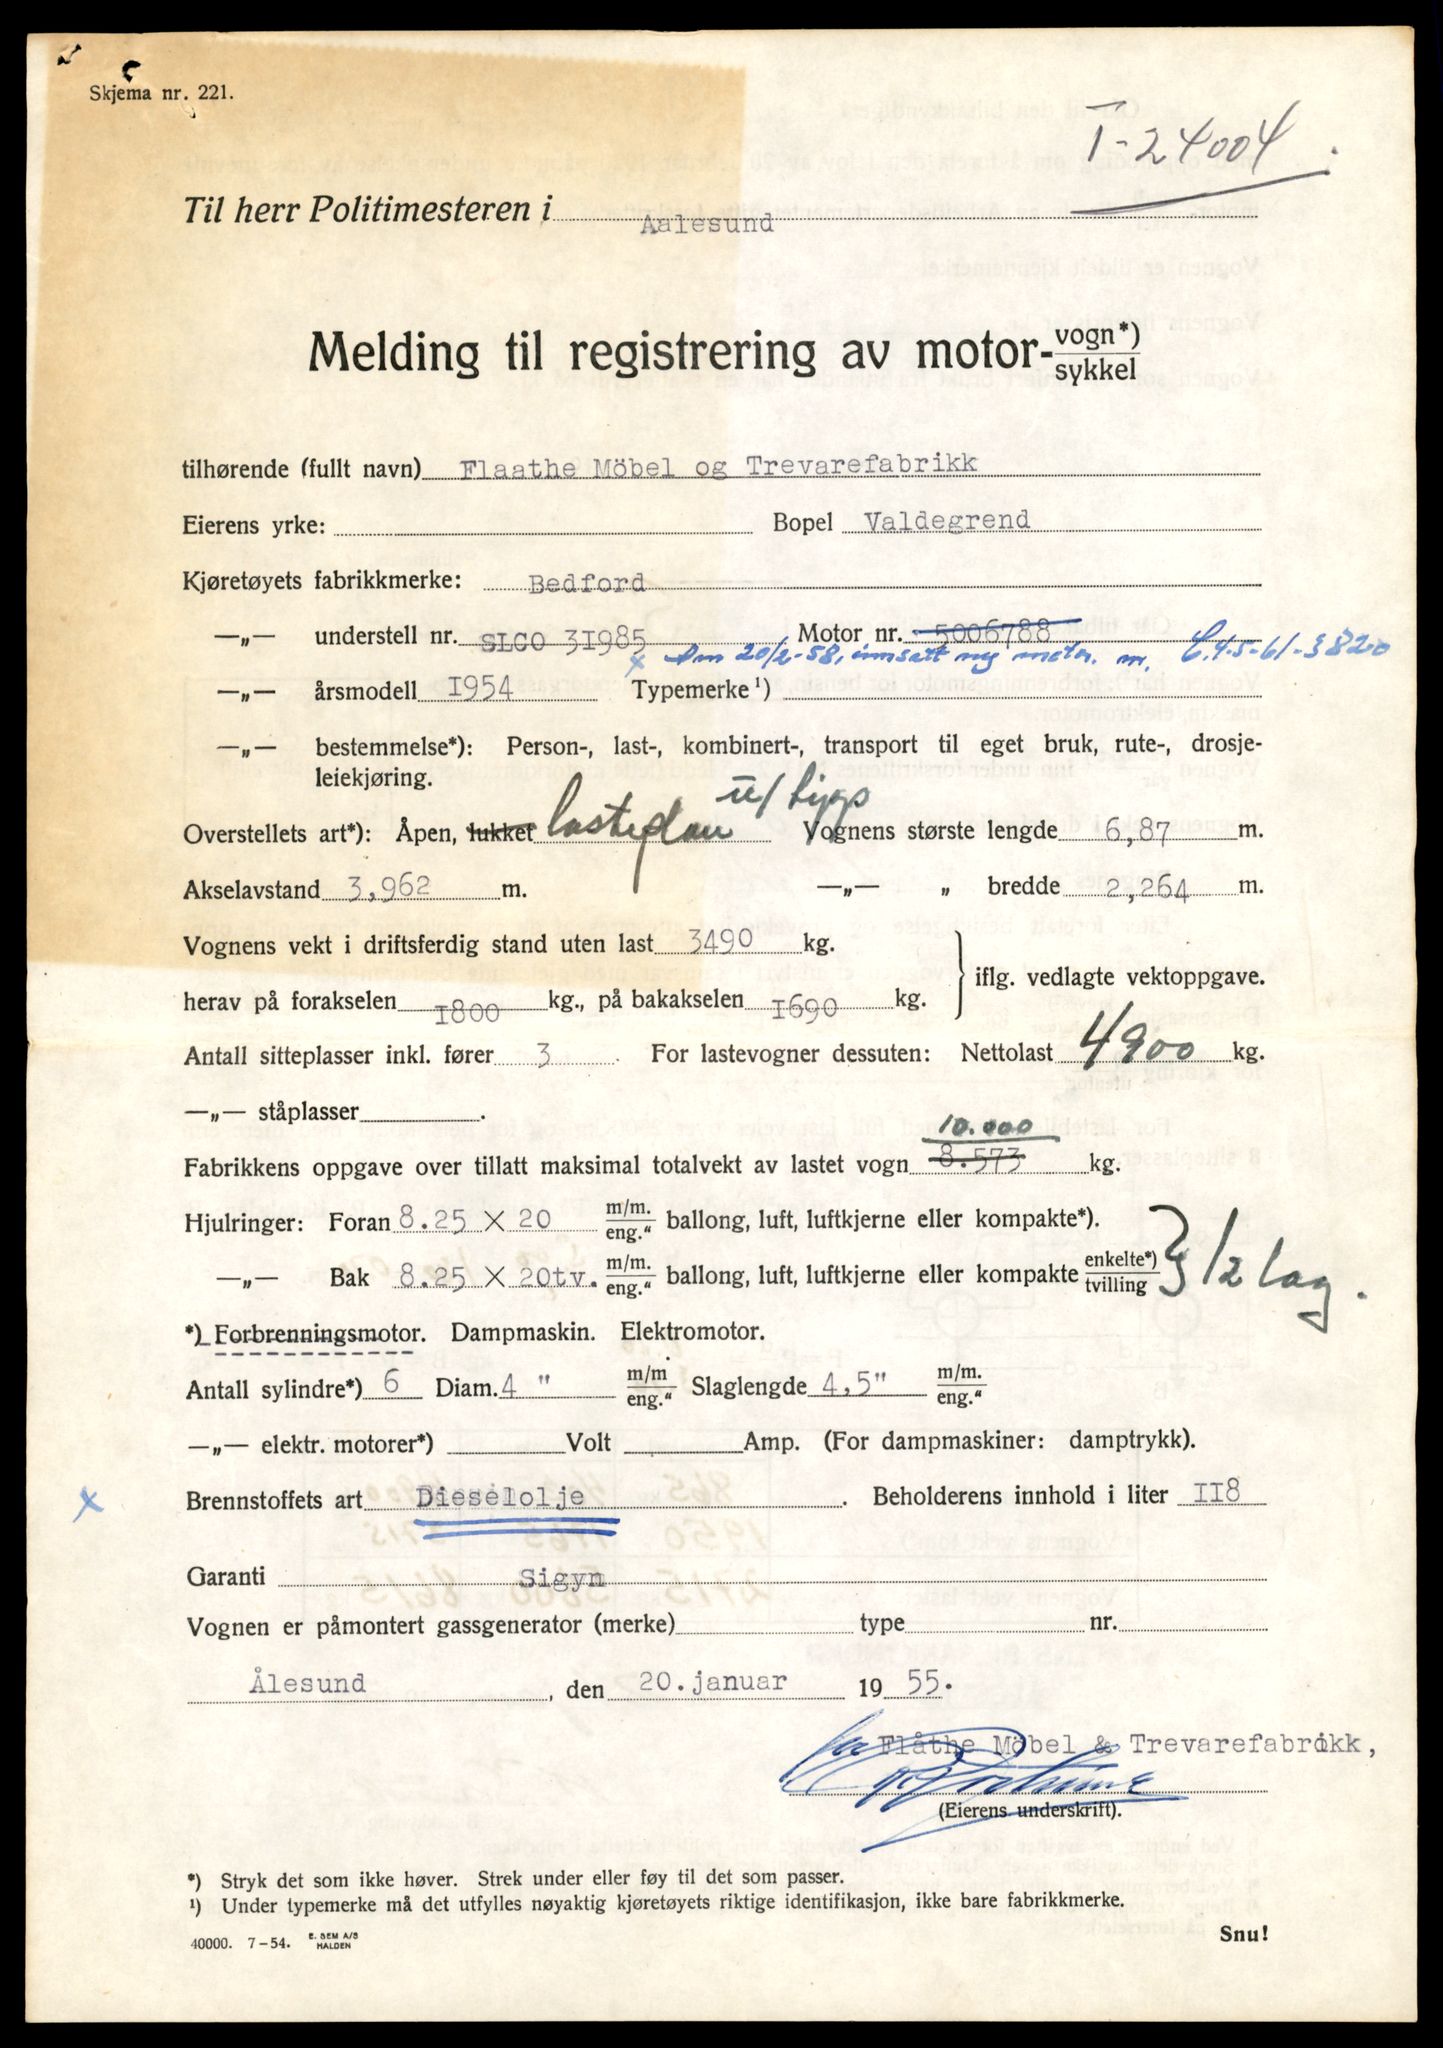 Skjema nr. 221.
T-24004.
Til herr Politimesteren i Aalesund
Melding til registrering av motor-vogn*) sykkel
tilhørende (fullt navn) Flaathe Möbel og Trevarefabrikk
Eierens yrke: Bopel Valdegrend
Kjøretøyets fabrikkmerke: Bedford
—„— understell nr. SLCO 31985 Motor nr. 5006788
x Den 20/2-58, innsatt ny motor. nr.
—„— årsmodell 1954 Typemerke¹)
—„— bestemmelse*): Person-, last-, kombinert-, transport til eget bruk, rute-, drosje-
leiekjøring.
Overstellets art*): Åpen, lukket lasteplan u/tipp Vognens største lengde 6,87 m.
Akselavstand 3,962 m. —„— „ bredde 2,264 m.
Vognens vekt i driftsferdig stand uten last 3490 kg.
herav på forakselen 1800 kg., på bakakselen 1690 kg. } iflg. vedlagte vektoppgave.
Antall sitteplasser inkl. fører 3 For lastevogner dessuten: Nettolast 4900 kg.
—„— ståplasser .
10.000
Fabrikkens oppgave over tillatt maksimal totalvekt av lastet vogn 8.573 kg.
Hjulringer: Foran 8.25 X 20 m/m. eng.“ ballong, luft, luftkjerne eller kompakte*).
—„— Bak 8.25 X 20tv. m/m. eng.“ ballong, luft, luftkjerne eller kompakte enkelte*) tvilling } 12 lag.
*) Forbrenningsmotor. Dampmaskin. Elektromotor.
Antall sylindre*) 6 Diam. 4 " m/m eng.“ Slaglengde 4,5" m/m. eng.“
—„— elektr. motorer*) Volt Amp. (For dampmaskiner: damptrykk).
x Brennstoffets art Dieselolje . Beholderens innhold i liter 118
Garanti Sigyn
Vognen er påmontert gassgenerator (merke) type nr.
Ålesund , den 20. januar 19 55.
for Flåthe Möbel & Trevarefabrikk,
(Eierens underskrift).
*) Stryk det som ikke høver. Strek under eller føy til det som passer.
¹) Under typemerke må det utfylles nøyaktig kjøretøyets riktige identifikasjon, ikke bare fabrikkmerke.
40000. 7-54. E. SEM A/S HALDEN
Snu!